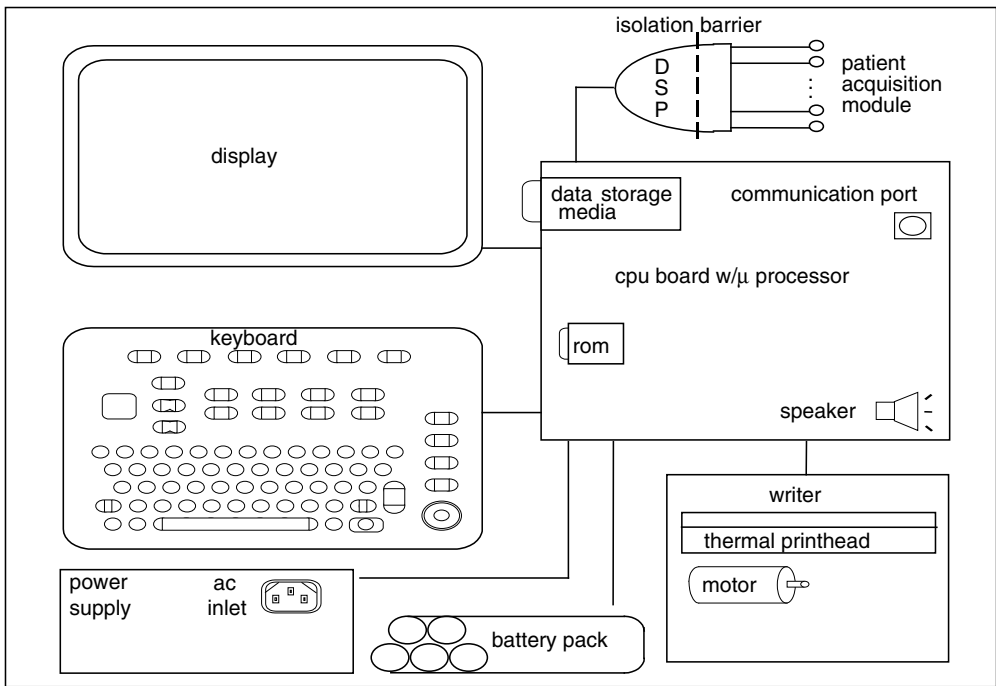 isolation barrier
D
S
P
patient
acquisition
module
display
data storage
media
communication port
cpu board w/μ processor
keyboard
rom
speaker
writer
thermal printhead
motor
power
supply
ac
inlet
battery pack